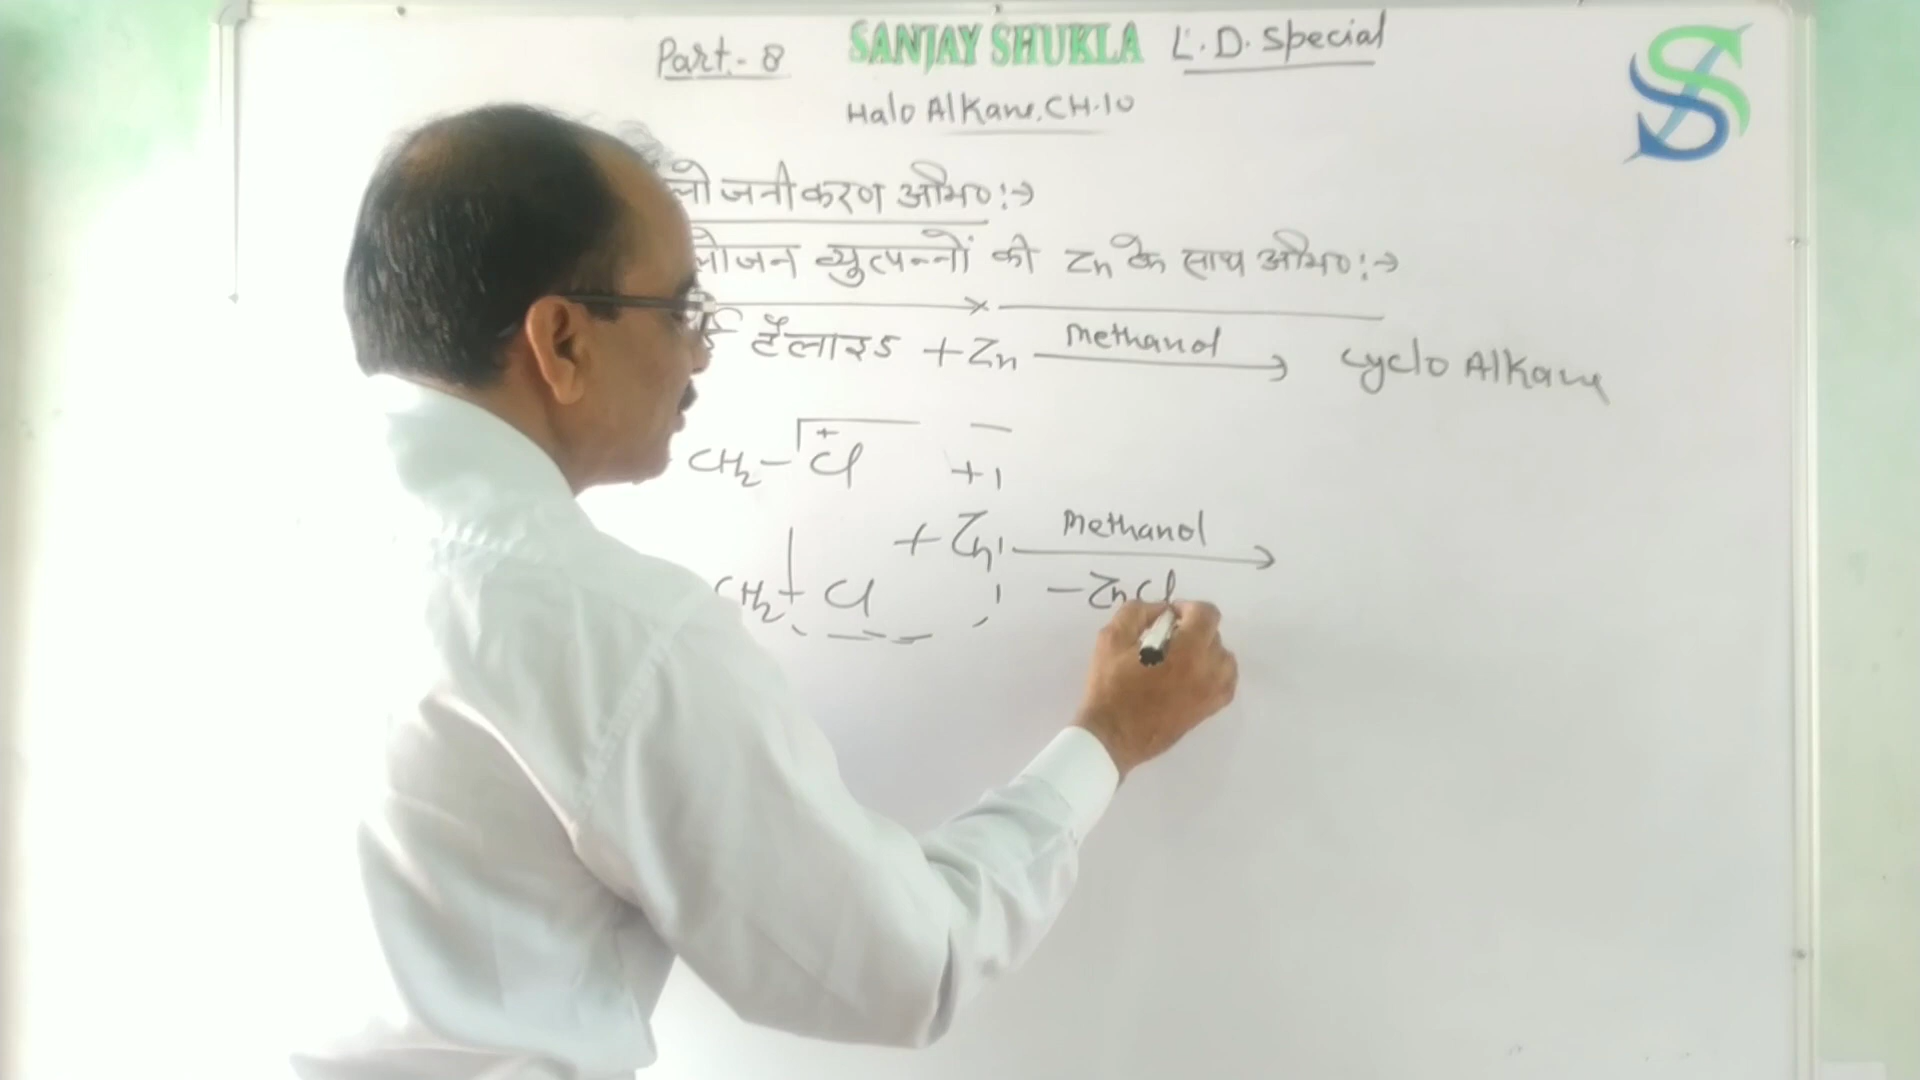 Part.- 8 SANJAY SHUKLA L.D. Special
Halo Alkane, CH.10
लोजनीकरण अभि०:→
लोजन व्युत्पन्नों की Zn के साथ अभि०:→
हैलाइड + Zn Methanol → Cyclo Alkane
CH2 - Cl
+ Zn Methanol →
CH2 - Cl - ZnCl